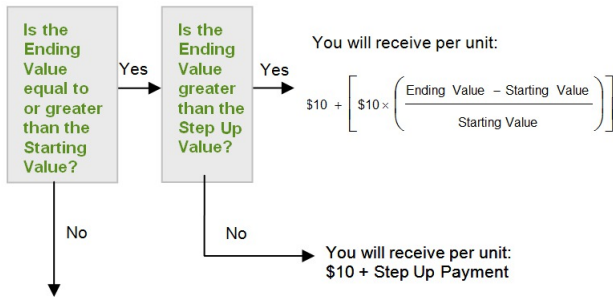 Is the
Ending
Value
equal to
or greater
than the
Starting
Value?
Yes
Is the
Ending
Value
greater
than the
Step Up
Value?
Yes
You will receive per unit:
$10 + [ $10 × ( Ending Value – Starting Value
Starting Value ) ]
No
No
You will receive per unit:
$10 + Step Up Payment